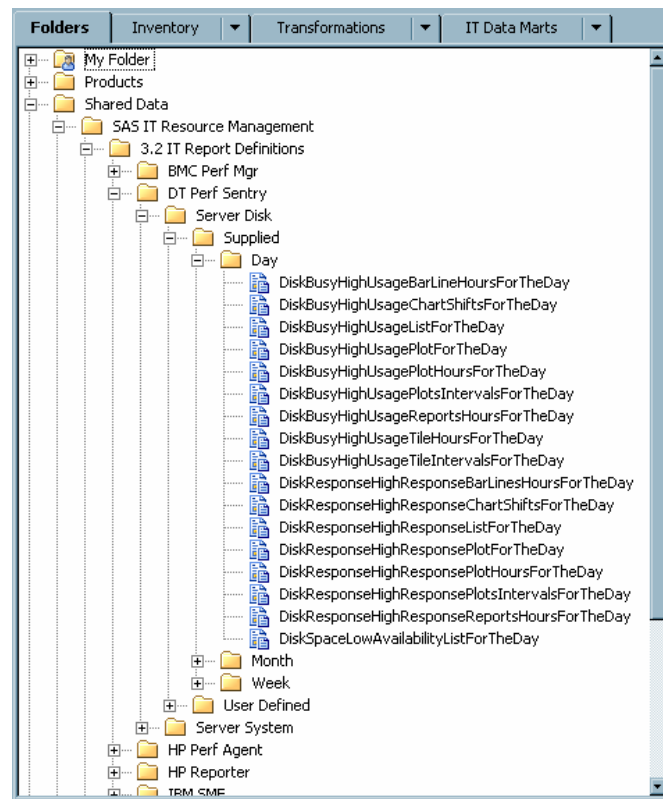 Folders Inventory Transformations IT Data Marts
My Folder
Products
Shared Data
SAS IT Resource Management
3.2 IT Report Definitions
BMC Perf Mgr
DT Perf Sentry
Server Disk
Supplied
Day
DiskBusyHighUsageBarLineHoursForTheDay
DiskBusyHighUsageChartShiftsForTheDay
DiskBusyHighUsageListForTheDay
DiskBusyHighUsagePlotForTheDay
DiskBusyHighUsagePlotHoursForTheDay
DiskBusyHighUsagePlotsIntervalsForTheDay
DiskBusyHighUsageReportsHoursForTheDay
DiskBusyHighUsageTileHoursForTheDay
DiskBusyHighUsageTileIntervalsForTheDay
DiskResponseHighResponseBarLinesHoursForTheDay
DiskResponseHighResponseChartShiftsForTheDay
DiskResponseHighResponseListForTheDay
DiskResponseHighResponsePlotForTheDay
DiskResponseHighResponsePlotHoursForTheDay
DiskResponseHighResponsePlotsIntervalsForTheDay
DiskResponseHighResponseReportsHoursForTheDay
DiskSpaceLowAvailabilityListForTheDay
Month
Week
User Defined
Server System
HP Perf Agent
HP Reporter
IBM SMF